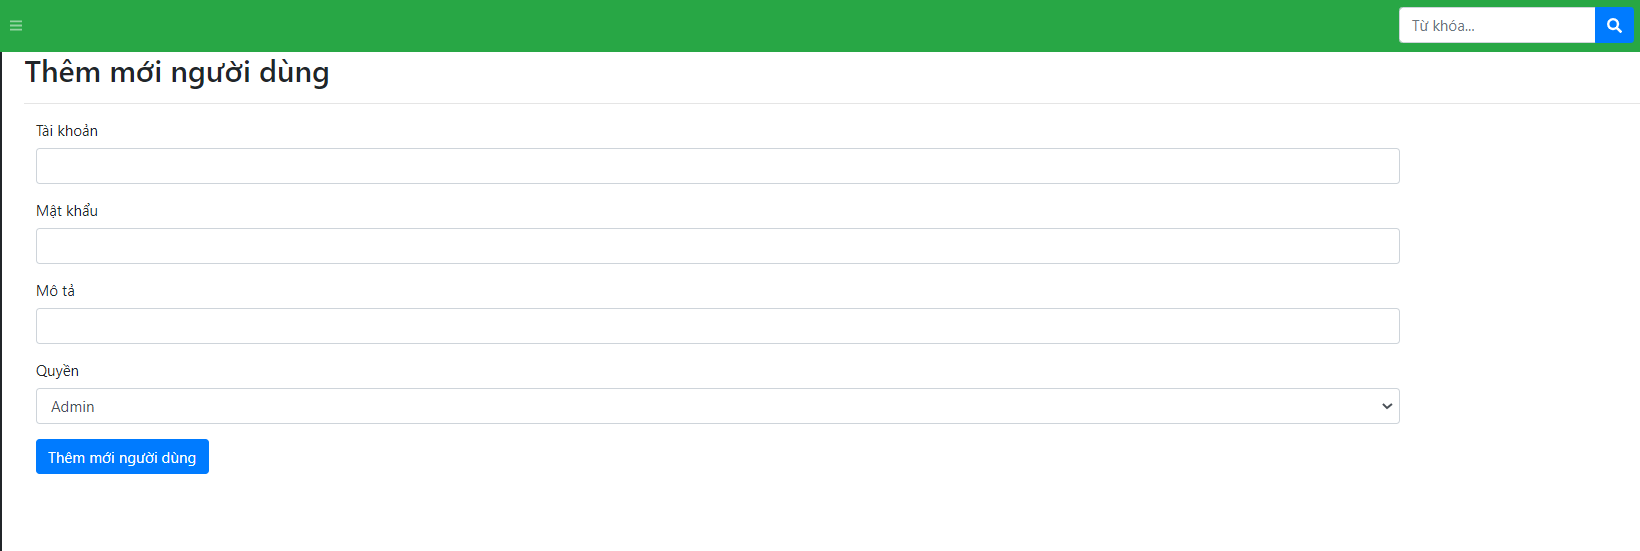 Từ khóa...
Thêm mới người dùng
Tài khoản
Mật khẩu
Mô tả
Quyền
Admin
Thêm mới người dùng